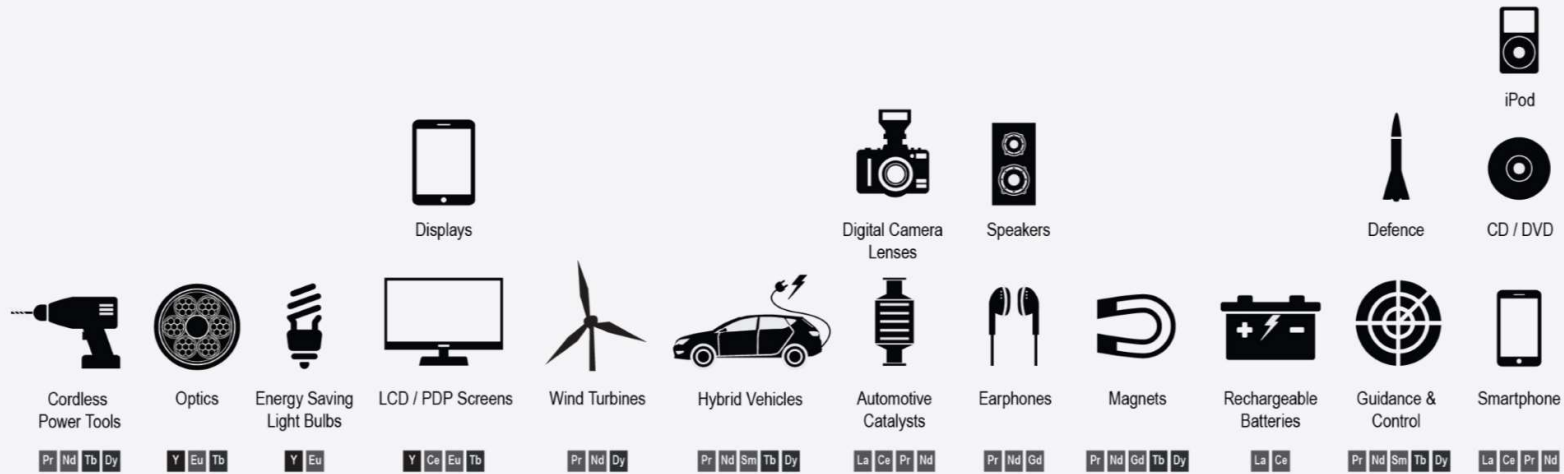 iPod
Displays
Digital Camera
Lenses
Speakers
Defence
CD / DVD
Cordless
Power Tools
Optics
Energy Saving
Light Bulbs
LCD / PDP Screens
Wind Turbines
Hybrid Vehicles
Automotive
Catalysts
Earphones
Magnets
Rechargeable
Batteries
Guidance &
Control
Smartphone
Pr Nd Tb Dy
Y Eu Tb
Y Eu
Y Ce Eu Tb
Pr Nd Dy
Pr Nd Sm Tb Dy
La Ce Pr Nd
Pr Nd Gd
Pr Nd Gd Tb Dy
La Ce
Pr Nd Sm Tb Dy
La Ce Pr Nd